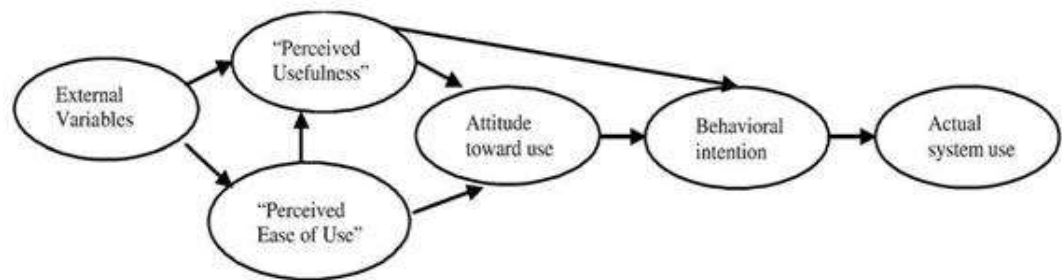 “Perceived
Usefulness”
External
Variables
Attitude
toward use
Behavioral
intention
Actual
system use
“Perceived
Ease of Use”